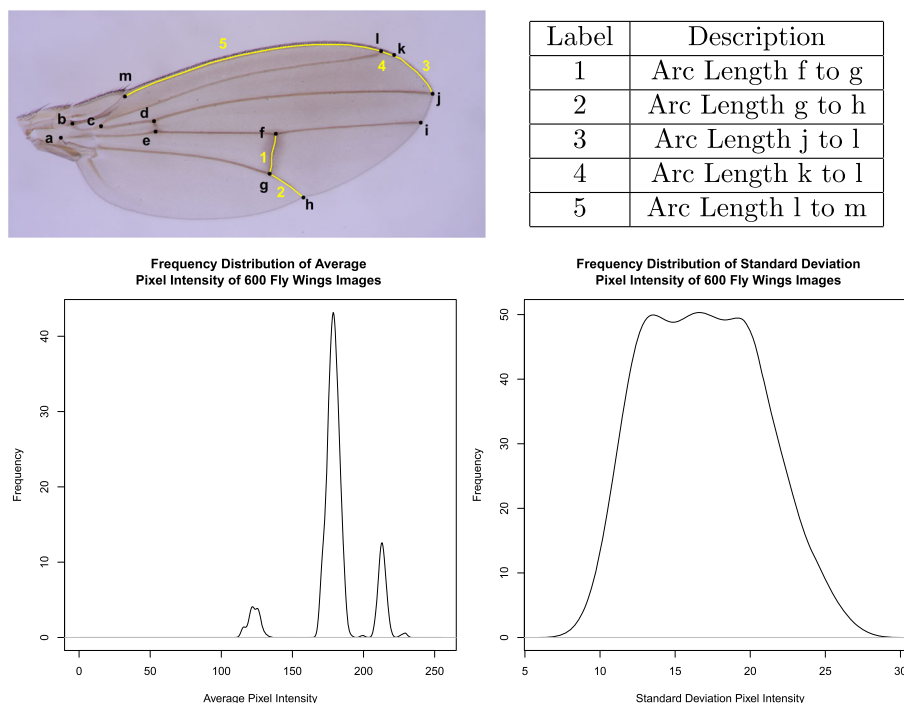 l
k
5
4
3
m
j
b
c
d
i
a
e
f
1
g
2
h
Label Description
1 Arc Length f to g
2 Arc Length g to h
3 Arc Length j to l
4 Arc Length k to l
5 Arc Length l to m
Frequency Distribution of Average
Pixel Intensity of 600 Fly Wings Images
Frequency
40
30
20
10
0
0 50 100 150 200 250
Average Pixel Intensity
Frequency Distribution of Standard Deviation
Pixel Intensity of 600 Fly Wings Images
Frequency
50
40
30
20
10
0
5 10 15 20 25 30
Standard Deviation Pixel Intensity